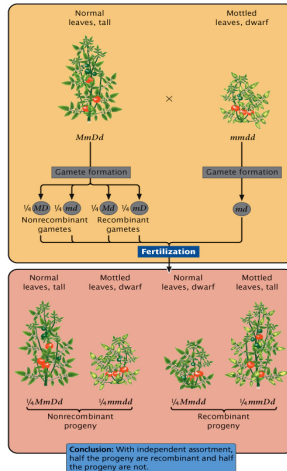 Normal
leaves, tall
Mottled
leaves, dwarf
×
MmDd
mmdd
Gamete formation
Gamete formation
¼ MD ¼ md ¼ Md ¼ mD
md
Nonrecombinant
gametes
Recombinant
gametes
Fertilization
Normal
leaves, tall
Mottled
leaves, dwarf
Normal
leaves, dwarf
Mottled
leaves, tall
¼ MmDd
¼ mmdd
¼ Mmdd
¼ mmDd
Nonrecombinant
progeny
Recombinant
progeny
Conclusion: With independent assortment,
half the progeny are recombinant and half
the progeny are not.